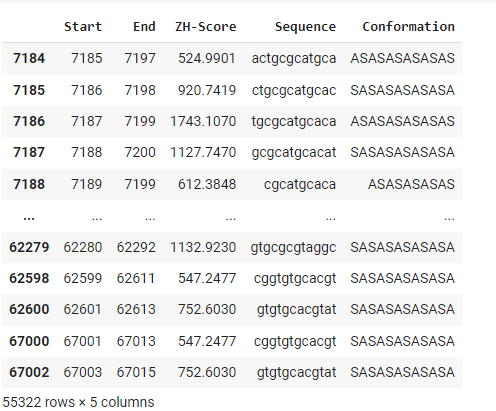 Start End ZH-Score Sequence Conformation
7184 7185 7197 524.9901 actgcgcatgca ASASASASASAS
7185 7186 7198 920.7419 ctgcgcatgcac SASASASASASA
7186 7187 7199 1743.1070 tgcgcatgcaca ASASASASASAS
7187 7188 7200 1127.7470 gcgcatgcacat SASASASASASA
7188 7189 7199 612.3848 cgcatgcaca ASASASASAS
... ... ... ... ... ...
62279 62280 62292 1132.9230 gtgcgcgtaggc SASASASASASA
62598 62599 62611 547.2477 cggtgtgcacgt SASASASASASA
62600 62601 62613 752.6030 gtgtgcacgtat SASASASASASA
67000 67001 67013 547.2477 cggtgtgcacgt SASASASASASA
67002 67003 67015 752.6030 gtgtgcacgtat SASASASASASA
55322 rows × 5 columns